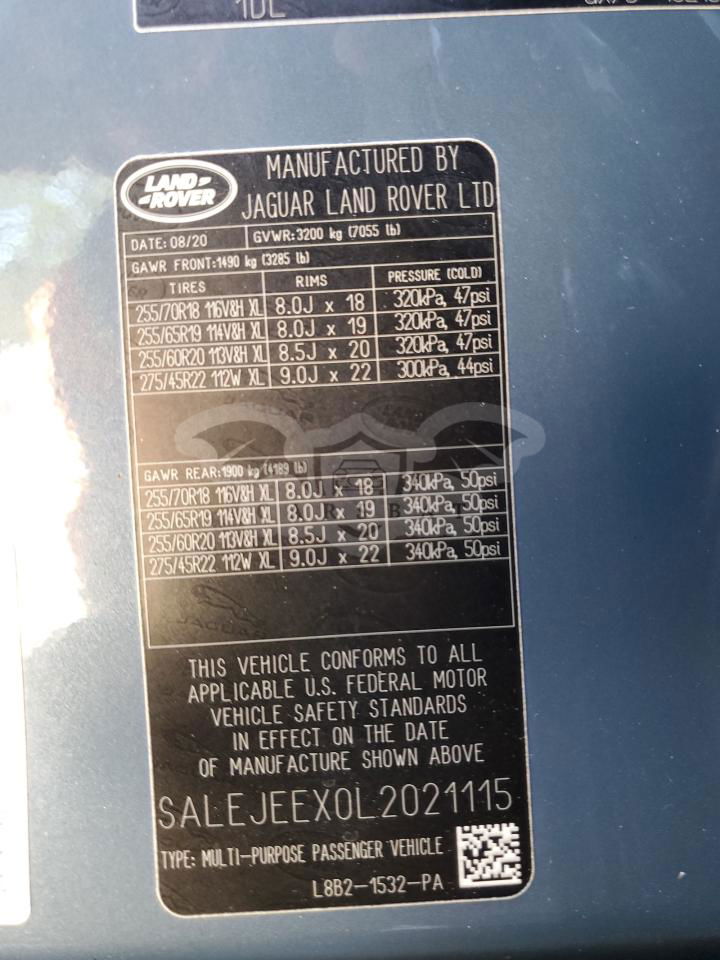 1DL
LAND-
-ROVER
MANUFACTURED BY
JAGUAR LAND ROVER LTD
DATE: 08/20 GVWR:3200 kg (7055 lb)
GAWR FRONT:1490 kg (3285 lb)
TIRES RIMS PRESSURE (COLD)
255/70R18 116V&H XL 8.0J x 18 320kPa, 47psi
255/65R19 114V&H XL 8.0J x 19 320kPa, 47psi
255/60R20 113V&H XL 8.5J x 20 320kPa, 47psi
275/45R22 112W XL 9.0J x 22 300kPa, 44psi
GAWR REAR:1900 kg (4189 lb)
255/70R18 116V&H XL 8.0J x 18 340kPa, 50psi
255/65R19 114V&H XL 8.0J x 19 340kPa, 50psi
255/60R20 113V&H XL 8.5J x 20 340kPa, 50psi
275/45R22 112W XL 9.0J x 22 340kPa, 50psi
JAGUAR
THIS VEHICLE CONFORMS TO ALL
APPLICABLE U.S. FEDERAL MOTOR
VEHICLE SAFETY STANDARDS
IN EFFECT ON THE DATE
OF MANUFACTURE SHOWN ABOVE
SALEJEEX0L2021115
TYPE: MULTI-PURPOSE PASSENGER VEHICLE
L8B2-1532-PA